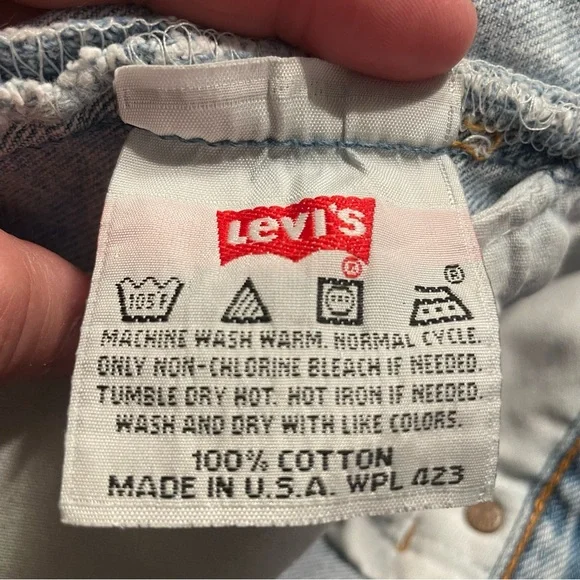 Levi's
®
®
105F
MACHINE WASH WARM. NORMAL CYCLE.
ONLY NON-CHLORINE BLEACH IF NEEDED.
TUMBLE DRY HOT. HOT IRON IF NEEDED.
WASH AND DRY WITH LIKE COLORS.
100% COTTON
MADE IN U.S.A. WPL 423